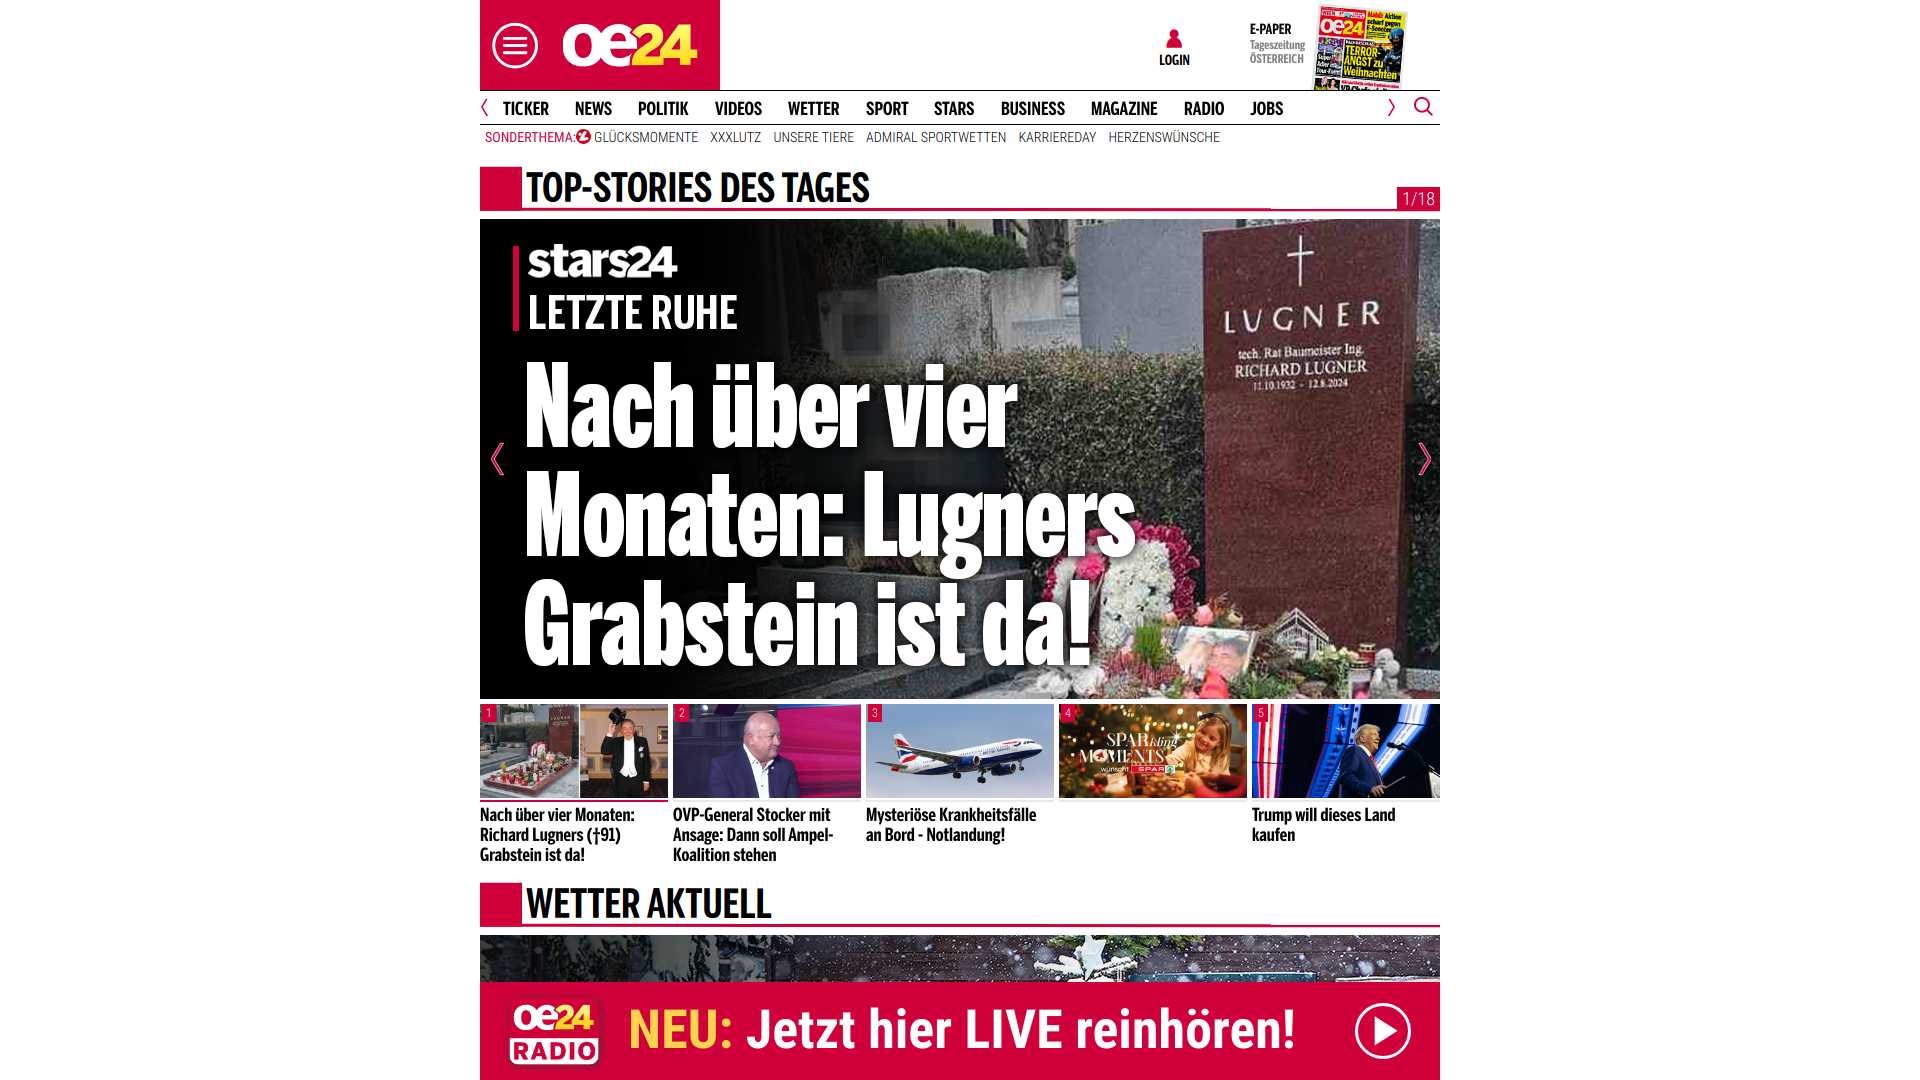 oe24
LOGIN
E-PAPER
Tageszeitung
ÖSTERREICH
oe24
TERROR-
ANGST zu
Weihnachten
TICKER NEWS POLITIK VIDEOS WETTER SPORT STARS BUSINESS MAGAZINE RADIO JOBS
SONDERTHEMA: GLÜCKSMOMENTE XXXLUTZ UNSERE TIERE ADMIRAL SPORTWETTEN KARRIEREDAY HERZENSWÜNSCHE
TOP-STORIES DES TAGES
1/18
stars24
LETZTE RUHE
Nach über vier
Monaten: Lugners
Grabstein ist da!
LUGNER
tech. Rat Baumeister Ing.
RICHARD LUGNER
11.10.1932 - 12.8.2024
1
LUGNER
Nach über vier Monaten:
Richard Lugners (†91)
Grabstein ist da!
2
ÖVP-General Stocker mit
Ansage: Dann soll Ampel-
Koalition stehen
3
Mysteriöse Krankheitsfälle
an Bord - Notlandung!
4
SPARkling
MOMENTS
wünscht SPAR
5
Trump will dieses Land
kaufen
WETTER AKTUELL
oe24
RADIO
NEU: Jetzt hier LIVE reinhören!